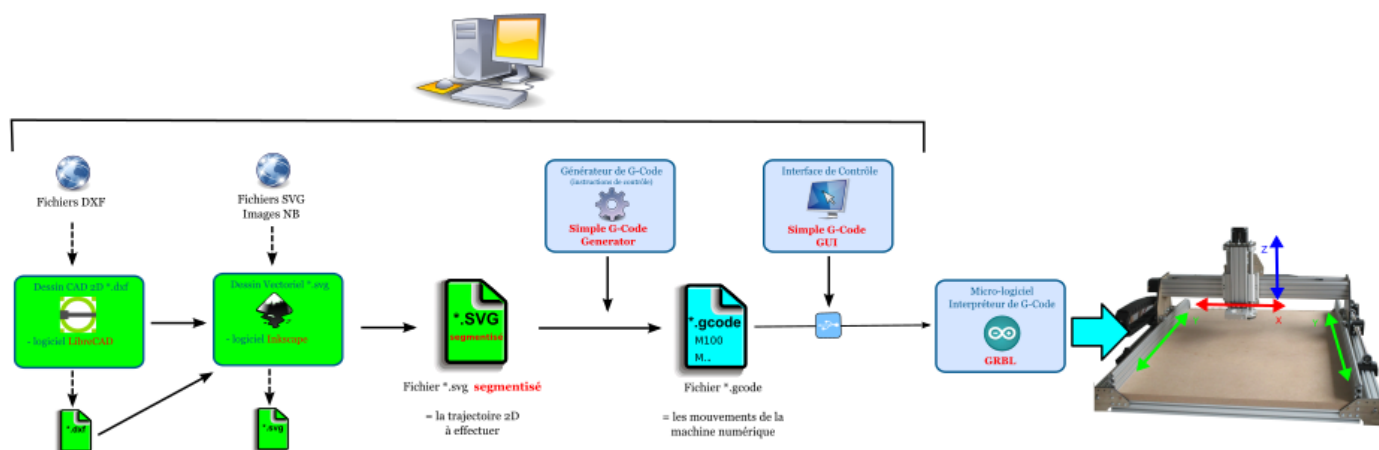 Fichiers DXF
Fichiers SVG
Images NB
Générateur de G-Code
(instructions de contrôle)
Simple G-Code
Generator
Interface de Contrôle
Simple G-Code
GUI
Dessin CAD 2D *.dxf
- logiciel LibreCAD
Dessin Vectoriel *.svg
- logiciel Inkscape
*.SVG
segmentisé
*.gcode
M100
M..
Micro-logiciel
Interpréteur de G-Code
GRBL
Z
X
Fichier *.svg segmentisé
= la trajectoire 2D
à effectuer
Fichier *.gcode
= les mouvements de la
machine numérique
*.dxf
*.svg